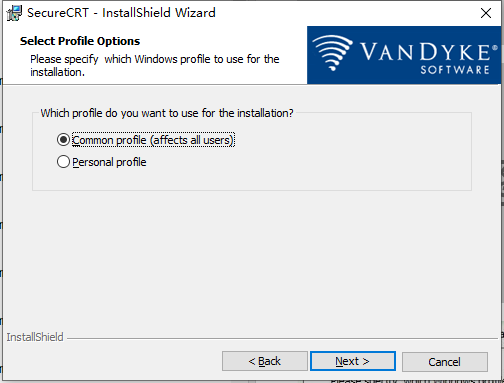 SecureCRT - InstallShield Wizard
Select Profile Options
Please specify which Windows profile to use for the
installation.
VANDYKE®
SOFTWARE
Which profile do you want to use for the installation?
Common profile (affects all users)
Personal profile
InstallShield
< Back
Next >
Cancel